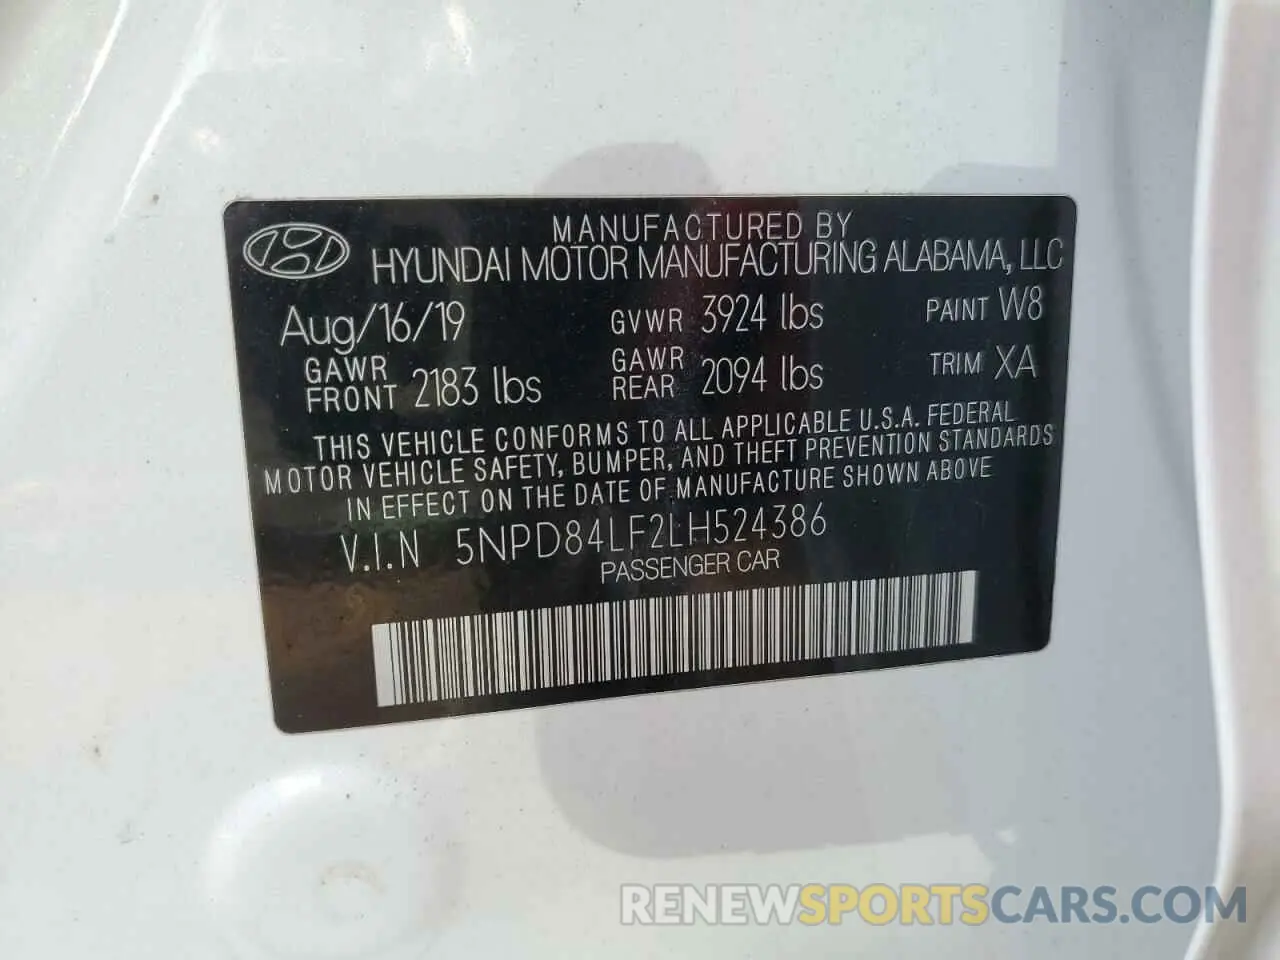 MANUFACTURED BY
HYUNDAI MOTOR MANUFACTURING ALABAMA, LLC
Aug/16/19 GVWR 3924 lbs PAINT W8
GAWR FRONT 2183 lbs GAWR REAR 2094 lbs TRIM XA
THIS VEHICLE CONFORMS TO ALL APPLICABLE U.S.A. FEDERAL
MOTOR VEHICLE SAFETY, BUMPER, AND THEFT PREVENTION STANDARDS
IN EFFECT ON THE DATE OF MANUFACTURE SHOWN ABOVE
V.I.N 5NPD84LF2LH524386
PASSENGER CAR
RENEWSPORTSCARS.COM